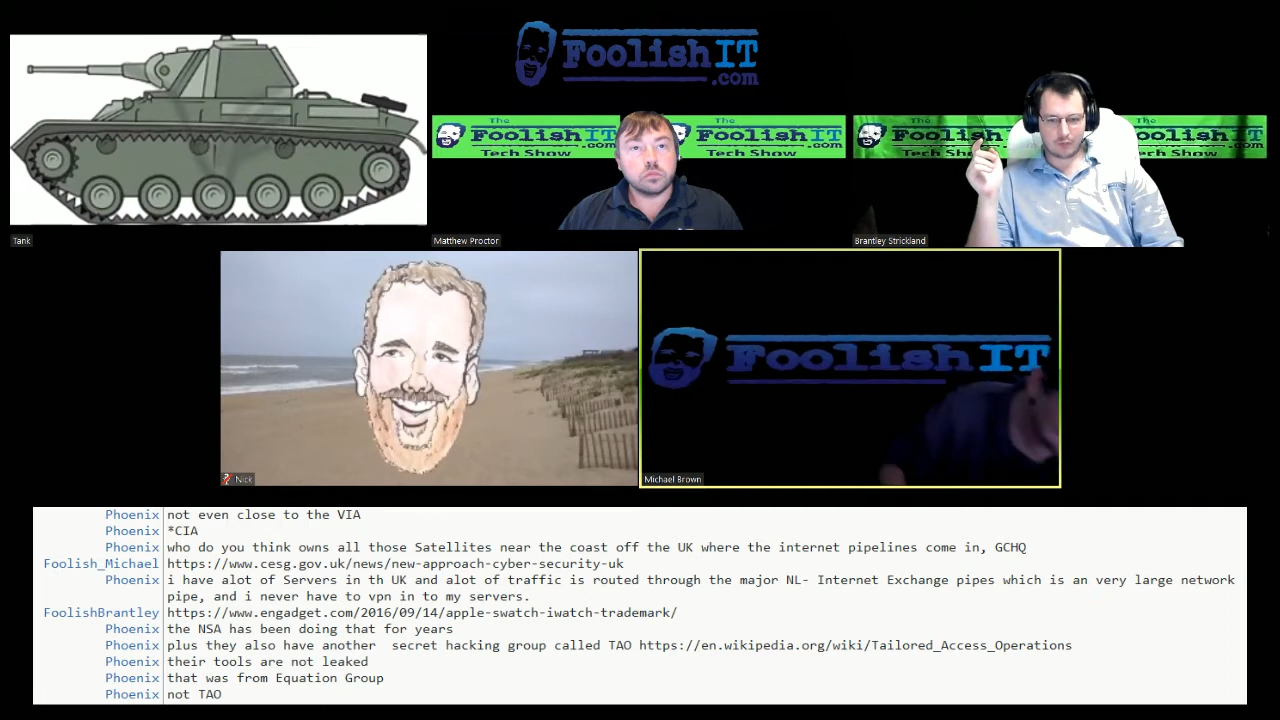 FoolishIT
.com
The
FoolishIT
.com
Tech Show
The
FoolishIT
.com
Tech Show
The
Foolish
Tech Show
The
FoolishIT
.com
Tech Show
Tank
Matthew Proctor
Brantley Strickland
FoolishIT
Nick
Michael Brown
Phoenix not even close to the VIA
Phoenix *CIA
Phoenix who do you think owns all those Satellites near the coast off the UK where the internet pipelines come in, GCHQ
Foolish_Michael https://www.cesg.gov.uk/news/new-approach-cyber-security-uk
Phoenix i have alot of Servers in th UK and alot of traffic is routed through the major NL- Internet Exchange pipes which is an very large network
pipe, and i never have to vpn in to my servers.
FoolishBrantley https://www.engadget.com/2016/09/14/apple-swatch-iwatch-trademark/
Phoenix the NSA has been doing that for years
Phoenix plus they also have another  secret hacking group called TAO https://en.wikipedia.org/wiki/Tailored_Access_Operations
Phoenix their tools are not leaked
Phoenix that was from Equation Group
Phoenix not TAO